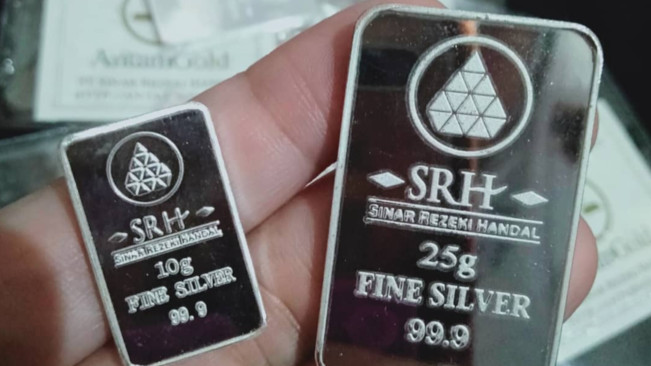 AntamGold
SRH
SINAR REZEKI HANDAL
10g
FINE SILVER
99.9
SRH
SINAR REZEKI HANDAL
25g
FINE SILVER
99.9